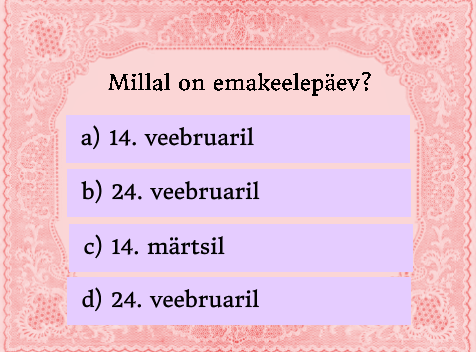 Millal on emakeelepäev?
a) 14. veebruaril
b) 24. veebruaril
c) 14. märtsil
d) 24. veebruaril